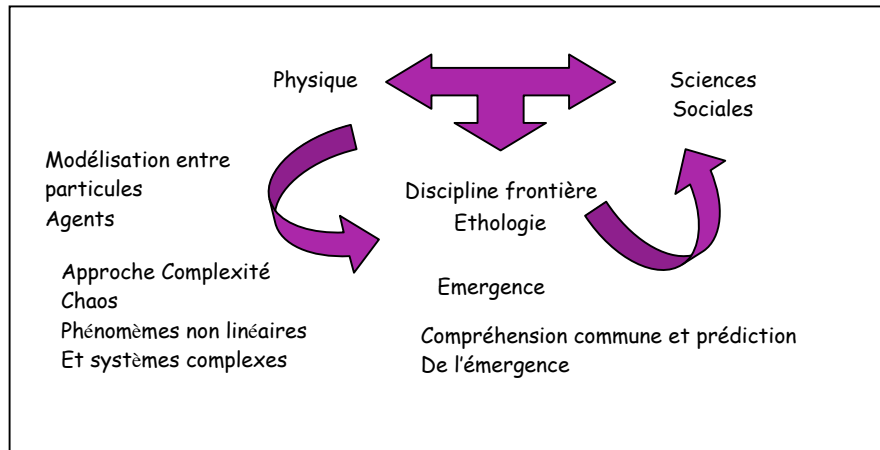 Physique
Sciences
Sociales
Modélisation entre
particules
Agents
Discipline frontière
Ethologie
Approche Complexité
Chaos
Phénomèmes non linéaires
Et systèmes complexes
Emergence
Compréhension commune et prédiction
De l'émergence